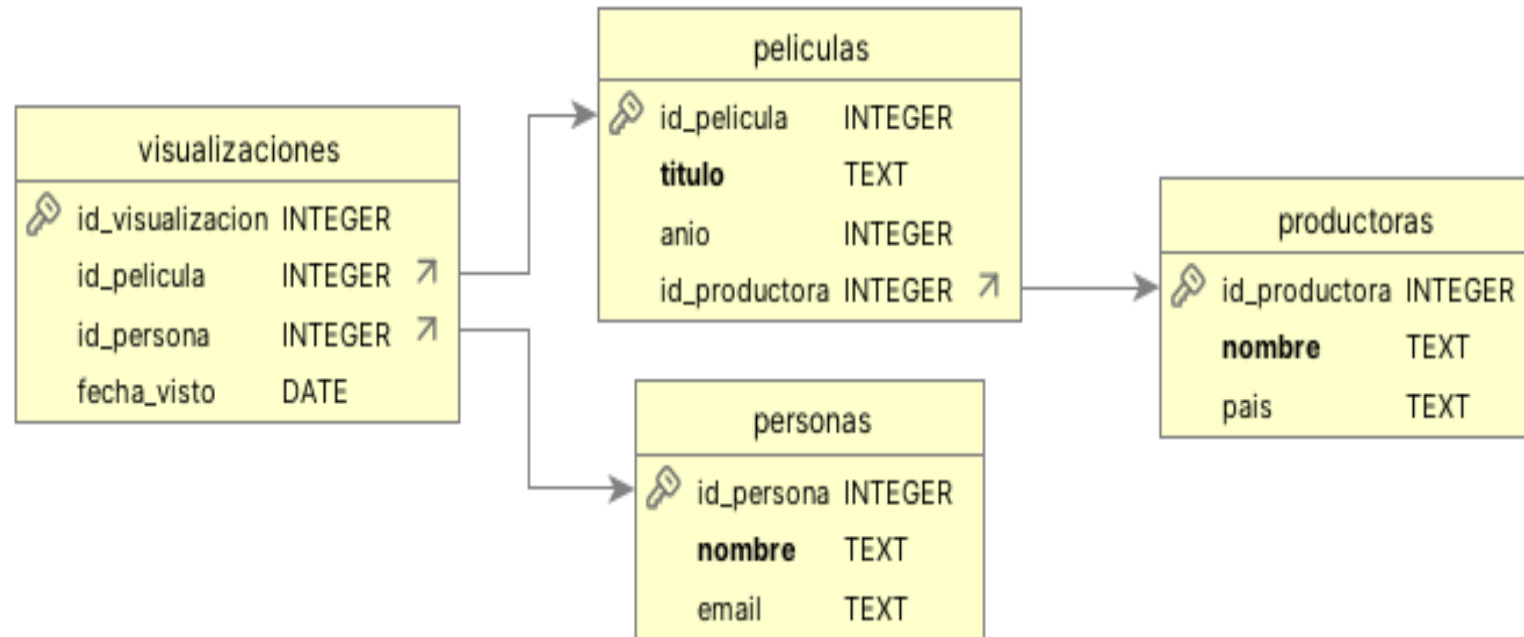 visualizaciones
id_visualizacion INTEGER
id_pelicula INTEGER
id_persona INTEGER
fecha_visto DATE
peliculas
id_pelicula INTEGER
titulo TEXT
anio INTEGER
id_productora INTEGER
personas
id_persona INTEGER
nombre TEXT
email TEXT
productoras
id_productora INTEGER
nombre TEXT
pais TEXT